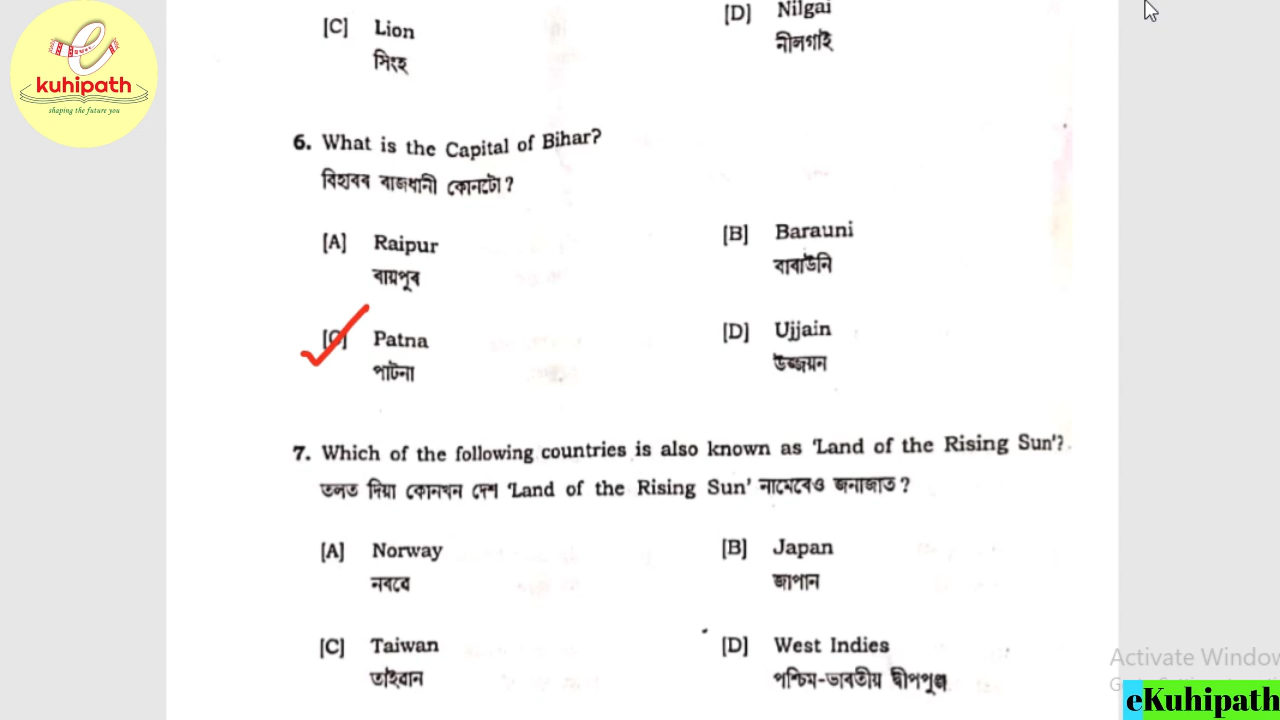 kuhipath
shaping the future you
[C] Lion
সিংহ
[D] Nilgai
নীলগাই
6. What is the Capital of Bihar?
বিহাৰৰ ৰাজধানী কোনটো?
[A] Raipur
ৰায়পুৰ
[B] Barauni
বাৰাউনি
[C] Patna
পাটনা
[D] Ujjain
উজ্জয়ন
7. Which of the following countries is also known as 'Land of the Rising Sun'?
তলত দিয়া কোনখন দেশ 'Land of the Rising Sun' নামেৰেও জনাজাত?
[A] Norway
নৰৱে
[B] Japan
জাপান
[C] Taiwan
তাইৱান
[D] West Indies
পশ্চিম-ভাৰতীয় দ্বীপপুঞ্জ
Activate Window
eKuhipath